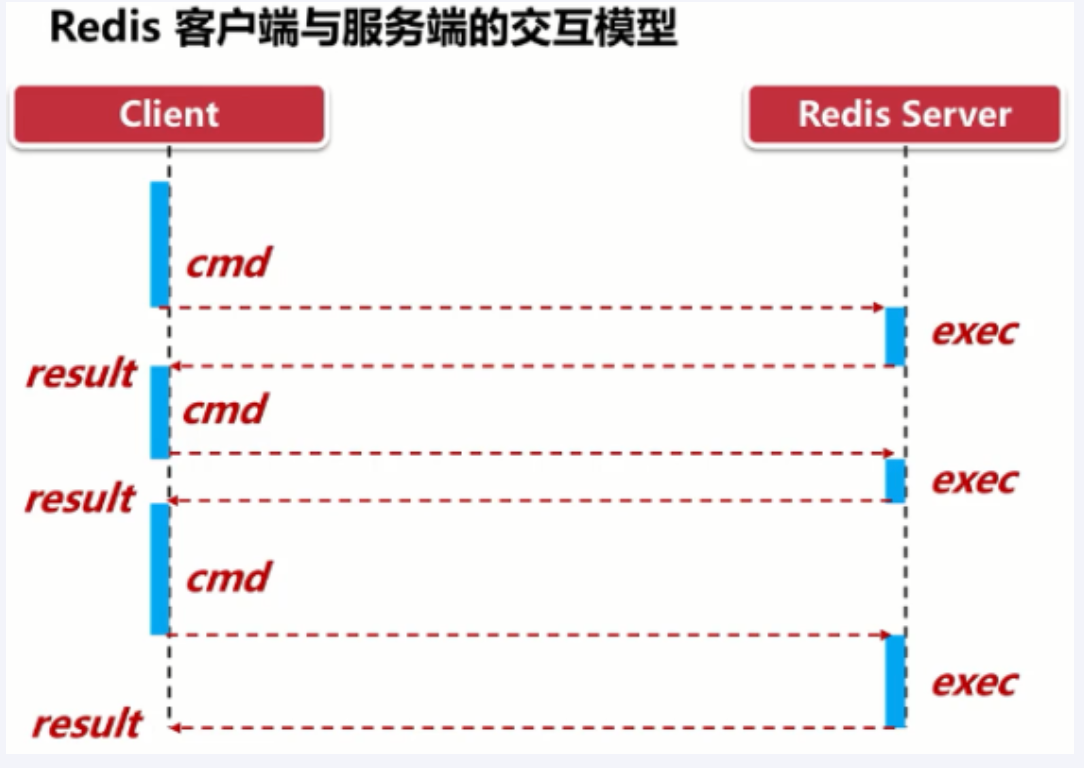 Redis 客户端与服务端的交互模型
Client
Redis Server
cmd
exec
result
cmd
exec
result
cmd
exec
result